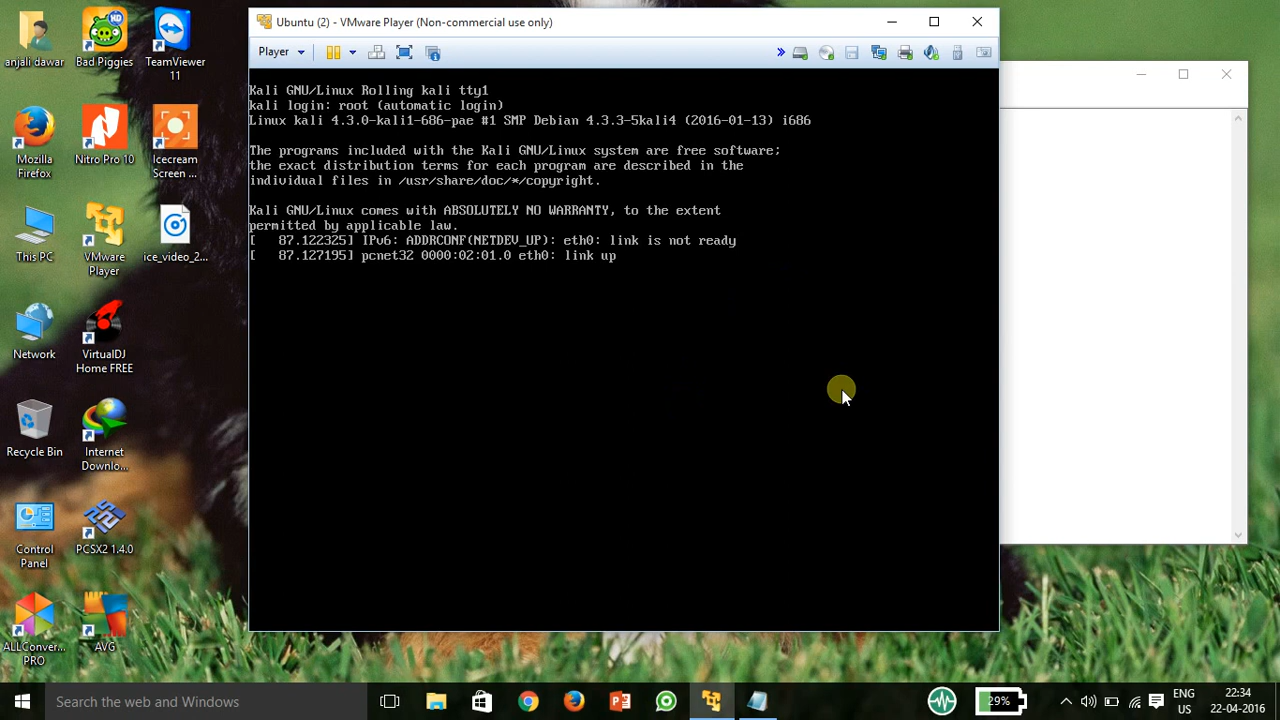 anjali dawar
Bad Piggies
TeamViewer
11
Mozilla
Firefox
Nitro Pro 10
Icecream
Screen ...
This PC
VMware
Player
ice_video_2...
Network
VirtualDJ
Home FREE
Recycle Bin
Internet
Downlo...
Control
Panel
PCSX2 1.4.0
ALLConver...
PRO
AVG
HD
Ubuntu (2) - VMware Player (Non-commercial use only)
Player
Kali GNU/Linux Rolling kali tty1
kali login: root (automatic login)
Linux kali 4.3.0-kali1-686-pae #1 SMP Debian 4.3.3-5kali4 (2016-01-13) i686
The programs included with the Kali GNU/Linux system are free software;
the exact distribution terms for each program are described in the
individual files in /usr/share/doc/*/copyright.
Kali GNU/Linux comes with ABSOLUTELY NO WARRANTY, to the extent
permitted by applicable law.
[   87.122325] IPv6: ADDRCONF(NETDEV_UP): eth0: link is not ready
[   87.127195] pcnet32 0000:02:01.0 eth0: link up
Search the web and Windows
29%
ENG
US
22:34
22-04-2016